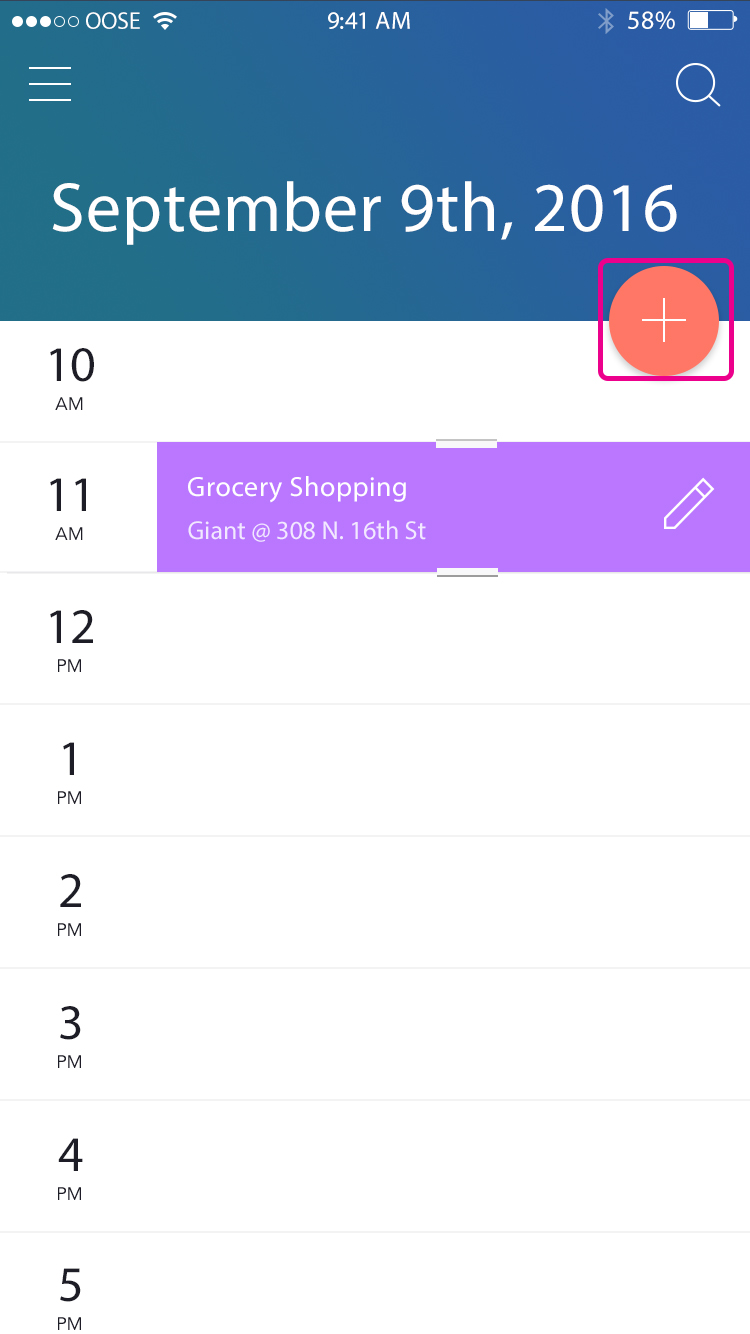 OOSE 9:41 AM 58%
September 9th, 2016
10
AM
11
AM
Grocery Shopping
Giant @ 308 N. 16th St
12
PM
1
PM
2
PM
3
PM
4
PM
5
PM